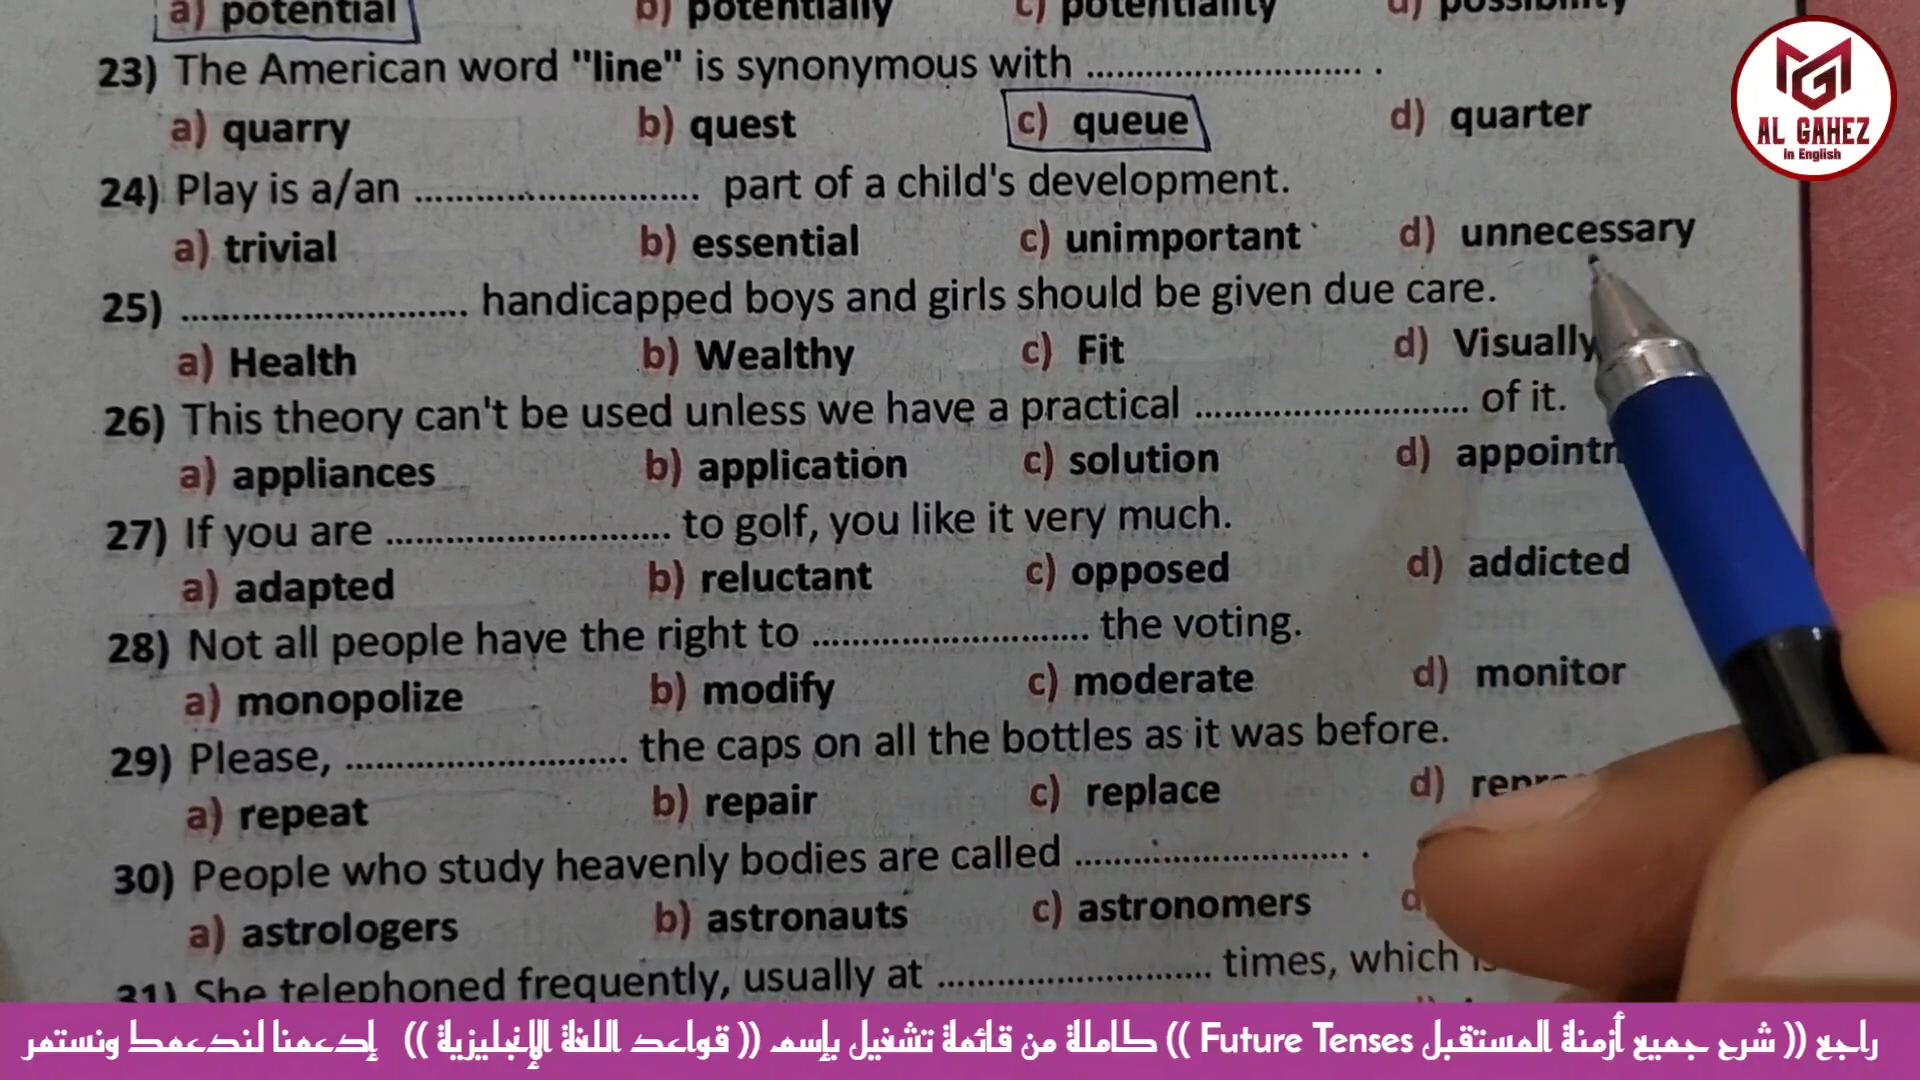 a) potential b) potentially c) potentiality d) possibility
23) The American word "line" is synonymous with ........................... .
a) quarry b) quest c) queue d) quarter
24) Play is a/an ............................ part of a child's development.
a) trivial b) essential c) unimportant d) unnecessary
25) ............................ handicapped boys and girls should be given due care.
a) Health b) Wealthy c) Fit d) Visually
26) This theory can't be used unless we have a practical ........................... of it.
a) appliances b) application c) solution d)
27) If you are ............................ to golf, you like it very much.
a) adapted b) reluctant c) opposed d) addicted
28) Not all people have the right to ........................... the voting.
a) monopolize b) modify c) moderate d) monitor
29) Please, ............................ the caps on all the bottles as it was before.
a) repeat b) repair c) replace d)
30) People who study heavenly bodies are called ........................... .
a) astrologers b) astronauts c) astronomers
31) She telephoned frequently, usually at ........................... times, which
AL GAHEZ
In English
راجع (( شرح جميع أزمنة المستقبل Future Tenses )) كاملة من قائمة تشغيل بإسم (( قواعد اللغة الإنجليزية )) إدعمنا لندعمك ونستمر